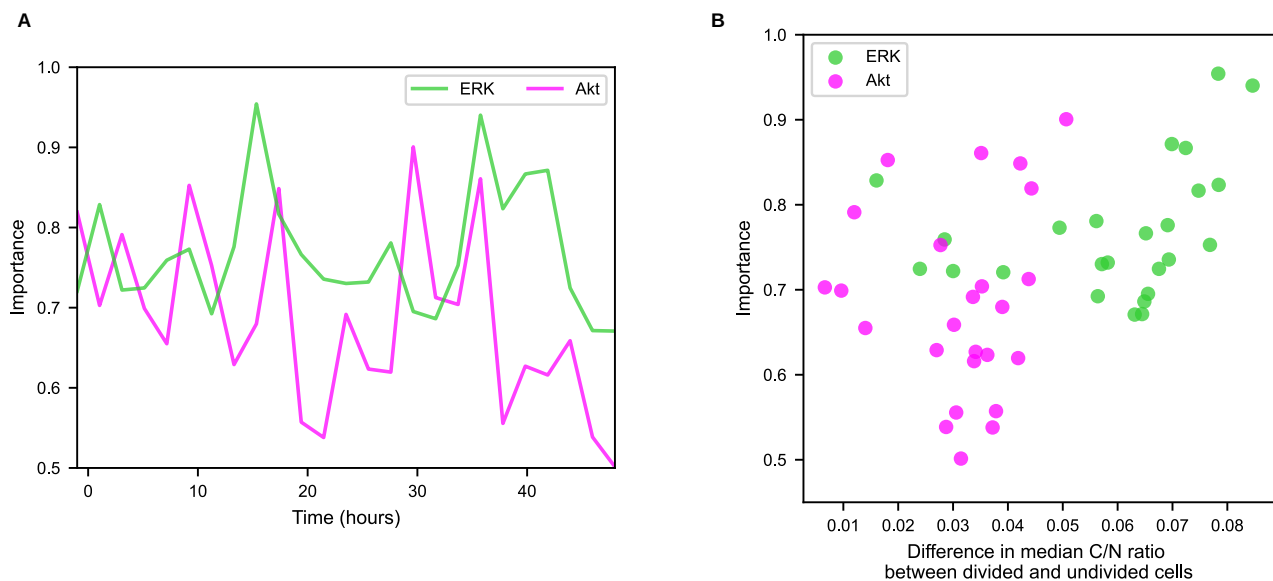 A
1.0
0.9
0.8
0.7
0.6
0.5
Importance
ERK
Akt
0
10
20
30
40
Time (hours)
B
1.0
0.9
0.8
0.7
0.6
0.5
Importance
ERK
Akt
0.01
0.02
0.03
0.04
0.05
0.06
0.07
0.08
Difference in median C/N ratio
between divided and undivided cells